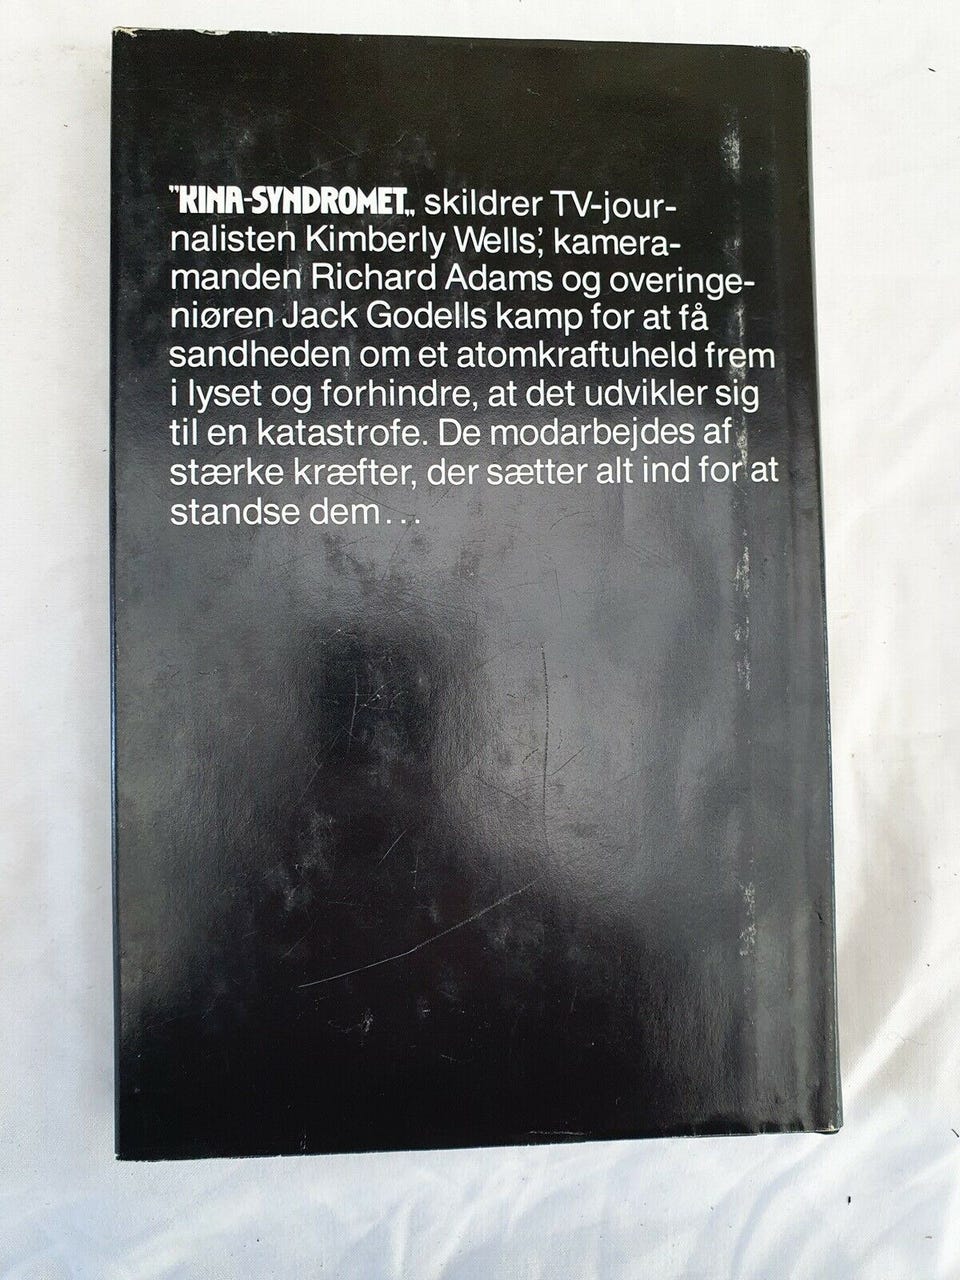 ”KINA-SYNDROMET„ skildrer TV-jour-
nalisten Kimberly Wells’, kamera-
manden Richard Adams og overinge-
niøren Jack Godells kamp for at få
sandheden om et atomkraftuheld frem
i lyset og forhindre, at det udvikler sig
til en katastrofe. De modarbejdes af
stærke kræfter, der sætter alt ind for at
standse dem...